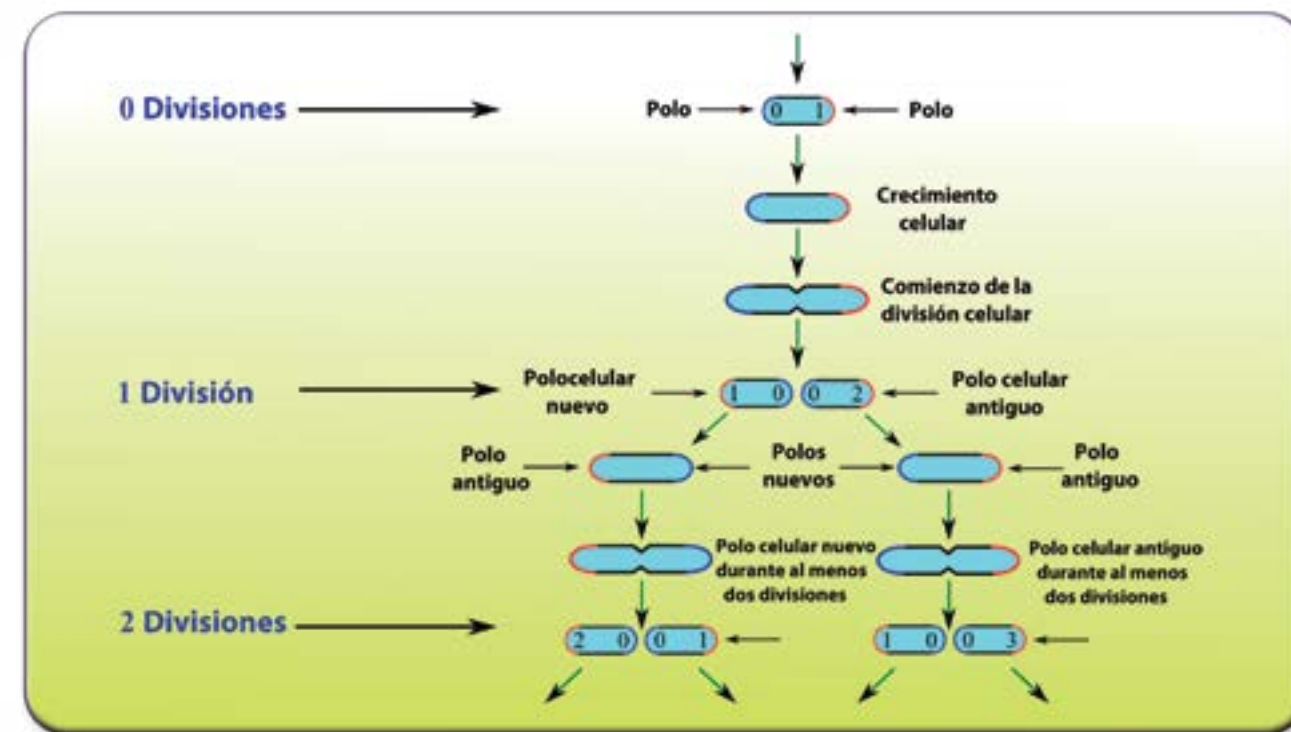 0 Divisiones
Polo
0 1
Polo
Crecimiento
celular
Comienzo de la
división celular
1 División
Polocelular
nuevo
1 0 0 2
Polo celular
antiguo
Polo
antiguo
Polos
nuevos
Polo
antiguo
Polo celular nuevo
durante al menos
dos divisiones
Polo celular antiguo
durante al menos
dos divisiones
2 Divisiones
2 0 0 1
1 0 0 3